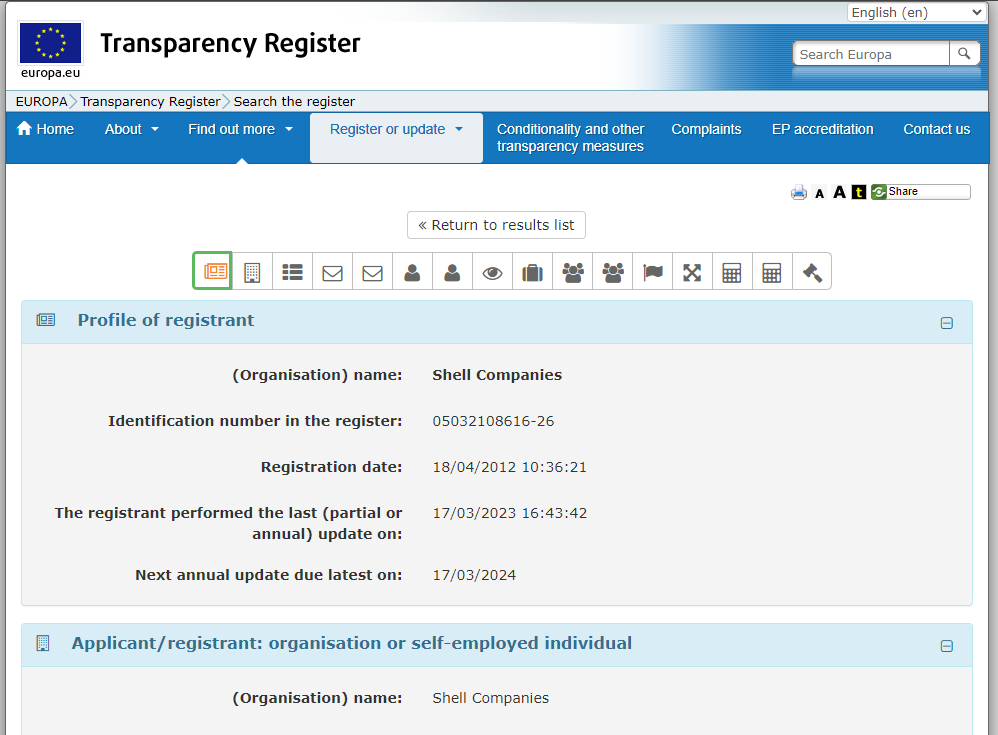 English (en)
europa.eu
Transparency Register
Search Europa
EUROPA Transparency Register Search the register
Home About Find out more Register or update Conditionality and other transparency measures Complaints EP accreditation Contact us
A A t Share
« Return to results list
Profile of registrant
(Organisation) name: Shell Companies
Identification number in the register: 05032108616-26
Registration date: 18/04/2012 10:36:21
The registrant performed the last (partial or annual) update on: 17/03/2023 16:43:42
Next annual update due latest on: 17/03/2024
Applicant/registrant: organisation or self-employed individual
(Organisation) name: Shell Companies